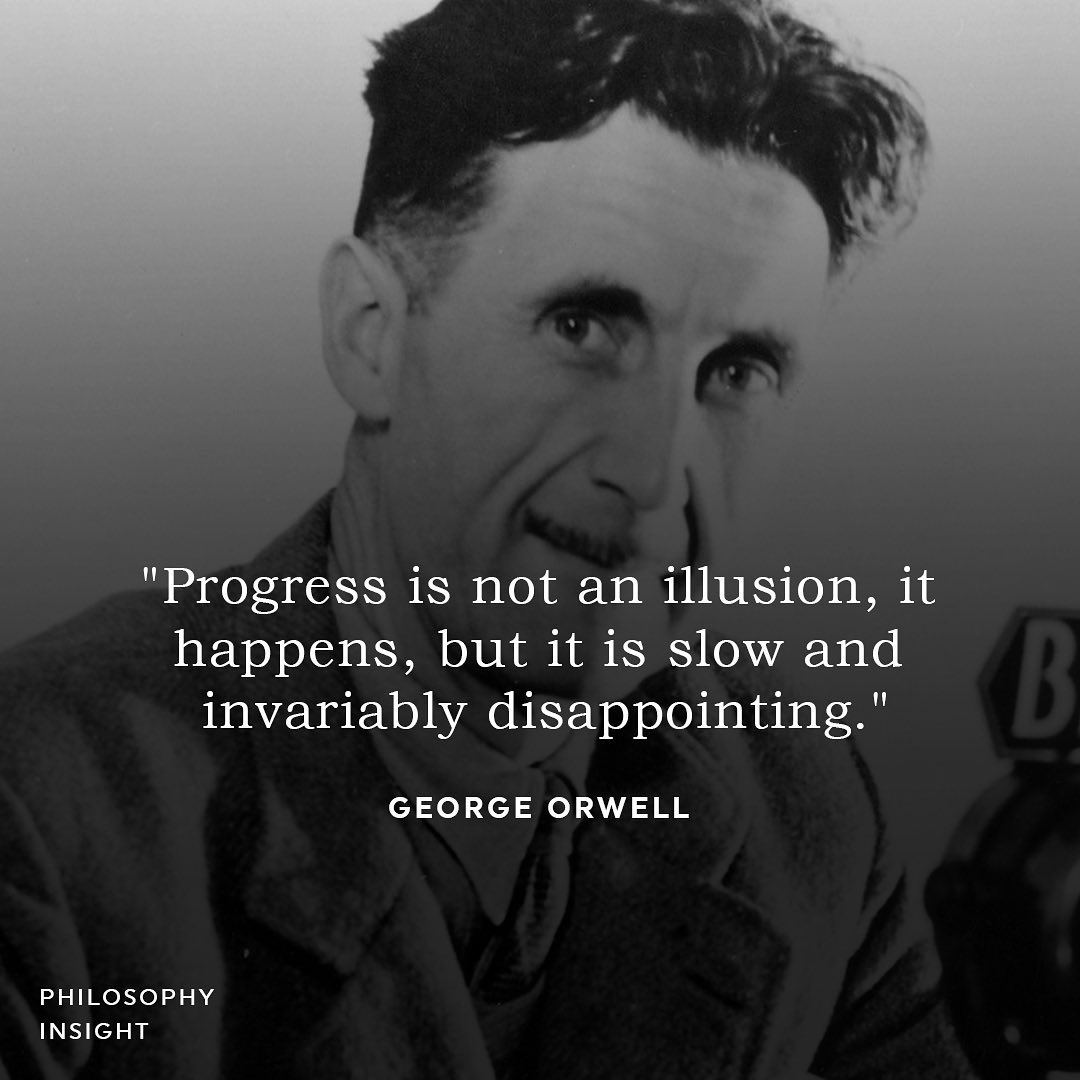 "Progress is not an illusion, it
happens, but it is slow and
invariably disappointing."
GEORGE ORWELL
B
PHILOSOPHY
INSIGHT